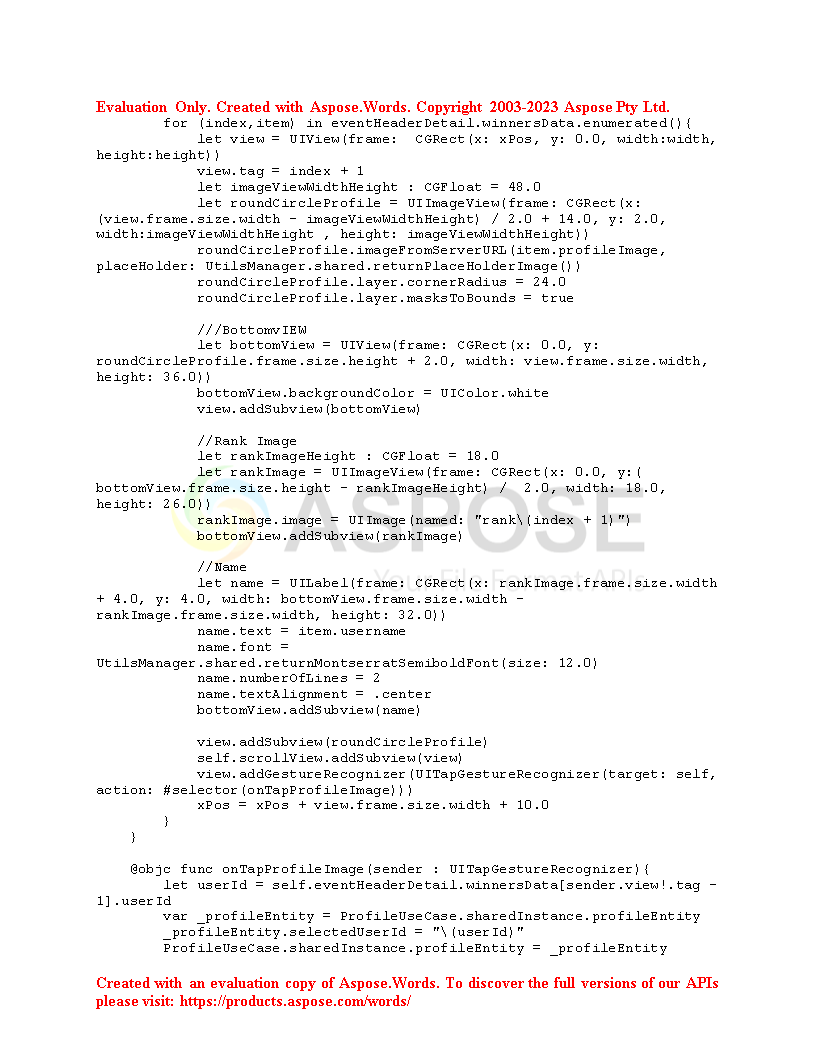 Evaluation Only. Created with Aspose.Words. Copyright 2003-2023 Aspose Pty Ltd.
for (index,item) in eventHeaderDetail.winnersData.enumerated(){
let view = UIView(frame:  CGRect(x: xPos, y: 0.0, width:width,
height:height))
view.tag = index + 1
let imageViewWidthHeight : CGFloat = 48.0
let roundCircleProfile = UIImageView(frame: CGRect(x:
(view.frame.size.width - imageViewWidthHeight) / 2.0 + 14.0, y: 2.0,
width:imageViewWidthHeight , height: imageViewWidthHeight))
roundCircleProfile.imageFromServerURL(item.profileImage,
placeHolder: UtilsManager.shared.returnPlaceHolderImage())
roundCircleProfile.layer.cornerRadius = 24.0
roundCircleProfile.layer.masksToBounds = true
///BottomvIEW
let bottomView = UIView(frame: CGRect(x: 0.0, y:
roundCircleProfile.frame.size.height + 2.0, width: view.frame.size.width,
height: 36.0))
bottomView.backgroundColor = UIColor.white
view.addSubview(bottomView)
//Rank Image
let rankImageHeight : CGFloat = 18.0
let rankImage = UIImageView(frame: CGRect(x: 0.0, y:(
bottomView.frame.size.height - rankImageHeight) /  2.0, width: 18.0,
height: 26.0))
rankImage.image = UIImage(named: "rank\(index + 1)")
bottomView.addSubview(rankImage)
ASPOSE
Your File Format APIs
//Name
let name = UILabel(frame: CGRect(x: rankImage.frame.size.width
+ 4.0, y: 4.0, width: bottomView.frame.size.width -
rankImage.frame.size.width, height: 32.0))
name.text = item.username
name.font =
UtilsManager.shared.returnMontserratSemiboldFont(size: 12.0)
name.numberOfLines = 2
name.textAlignment = .center
bottomView.addSubview(name)
view.addSubview(roundCircleProfile)
self.scrollView.addSubview(view)
view.addGestureRecognizer(UITapGestureRecognizer(target: self,
action: #selector(onTapProfileImage)))
xPos = xPos + view.frame.size.width + 10.0
}
}
@objc func onTapProfileImage(sender : UITapGestureRecognizer){
let userId = self.eventHeaderDetail.winnersData[sender.view!.tag -
1].userId
var _profileEntity = ProfileUseCase.sharedInstance.profileEntity
_profileEntity.selectedUserId = "\(userId)"
ProfileUseCase.sharedInstance.profileEntity = _profileEntity
Created with an evaluation copy of Aspose.Words. To discover the full versions of our APIs
please visit: https://products.aspose.com/words/